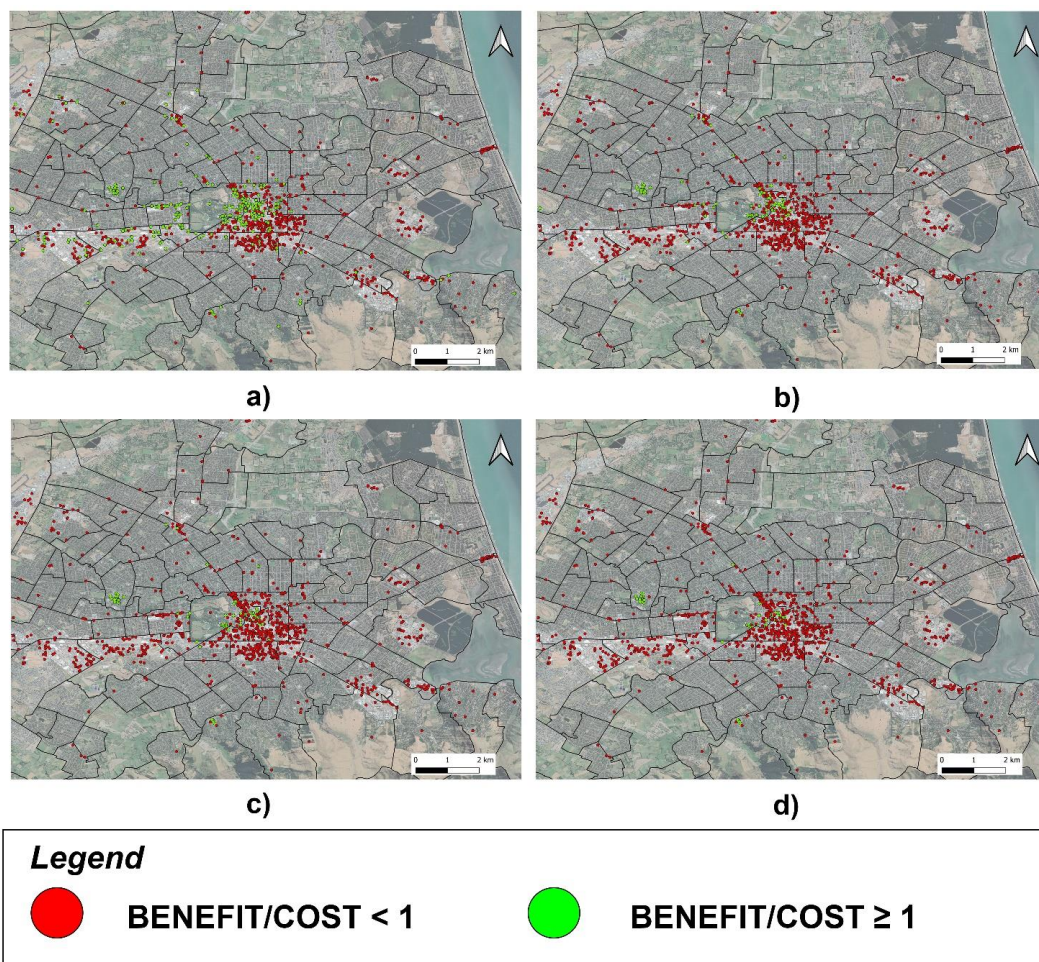 0 1 2 km
0 1 2 km
a)
b)
0 1 2 km
0 1 2 km
c)
d)
Legend
BENEFIT/COST < 1
BENEFIT/COST ≥ 1